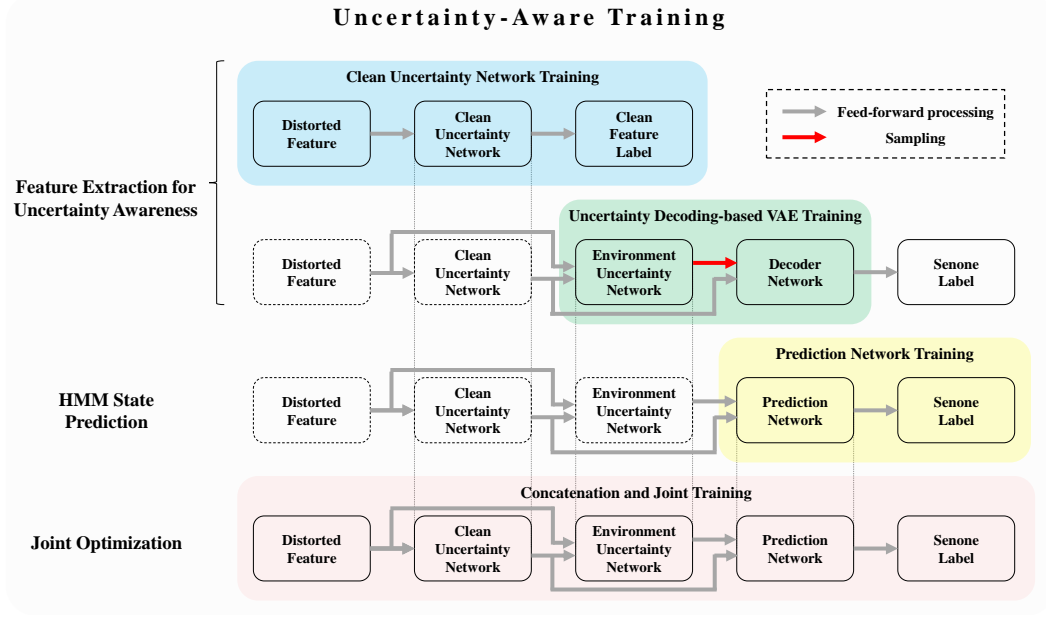 Uncertainty-Aware Training
Clean Uncertainty Network Training
Distorted
Feature
Clean
Uncertainty
Network
Clean
Feature
Label
Feed-forward processing
Sampling
Feature Extraction for
Uncertainty Awareness
Uncertainty Decoding-based VAE Training
Distorted
Feature
Clean
Uncertainty
Network
Environment
Uncertainty
Network
Decoder
Network
Senone
Label
HMM State
Prediction
Prediction Network Training
Distorted
Feature
Clean
Uncertainty
Network
Environment
Uncertainty
Network
Prediction
Network
Senone
Label
Joint Optimization
Concatenation and Joint Training
Distorted
Feature
Clean
Uncertainty
Network
Environment
Uncertainty
Network
Prediction
Network
Senone
Label